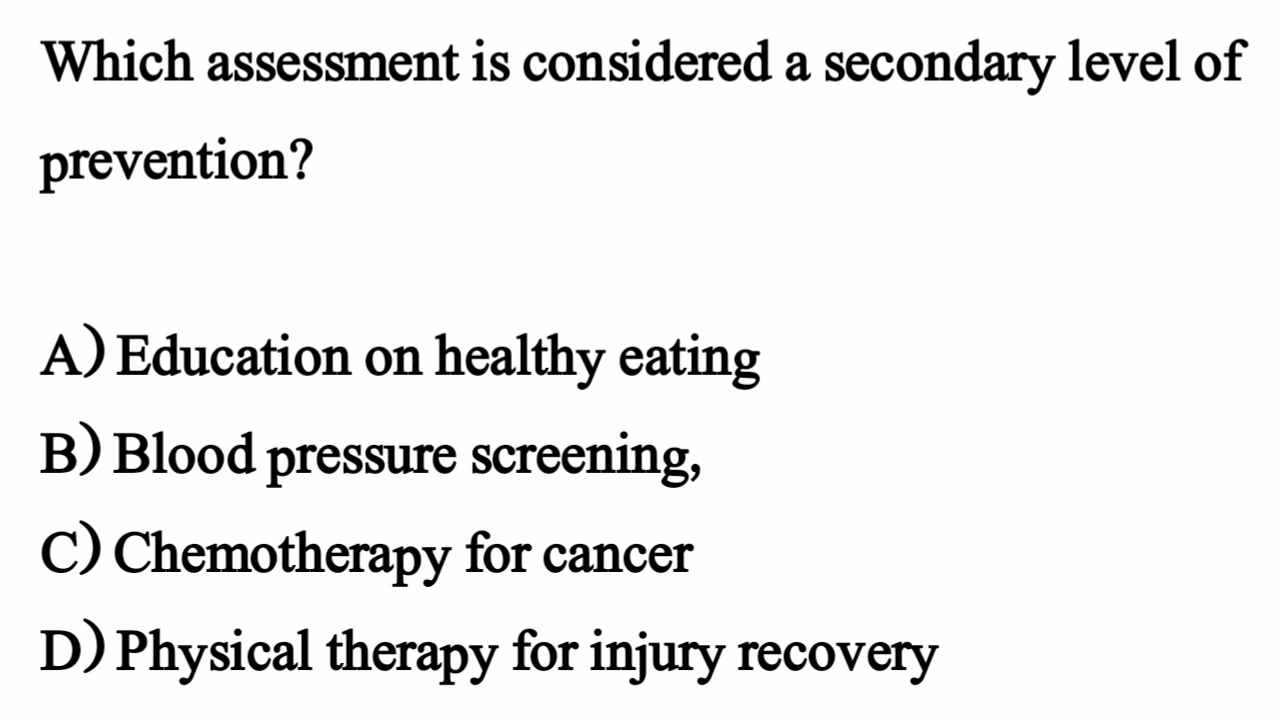 Which assessment is considered a secondary level of
prevention?
A) Education on healthy eating
B) Blood pressure screening,
C) Chemotherapy for cancer
D) Physical therapy for injury recovery